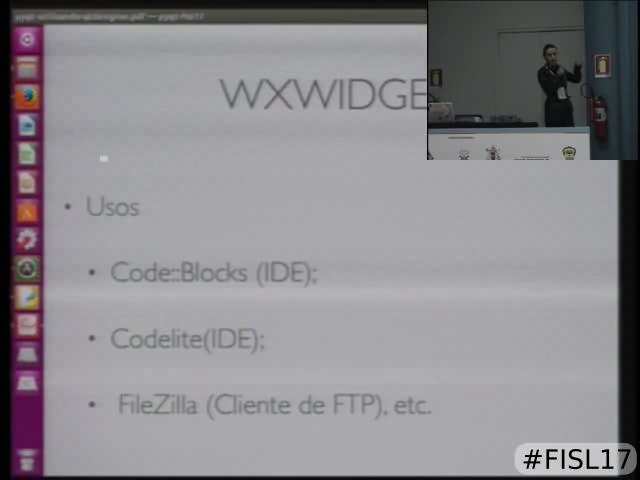 WXWIDGE
• Usos
• Code::Blocks (IDE);
• Codelite(IDE);
• FileZilla (Cliente de FTP), etc.
#FISL17